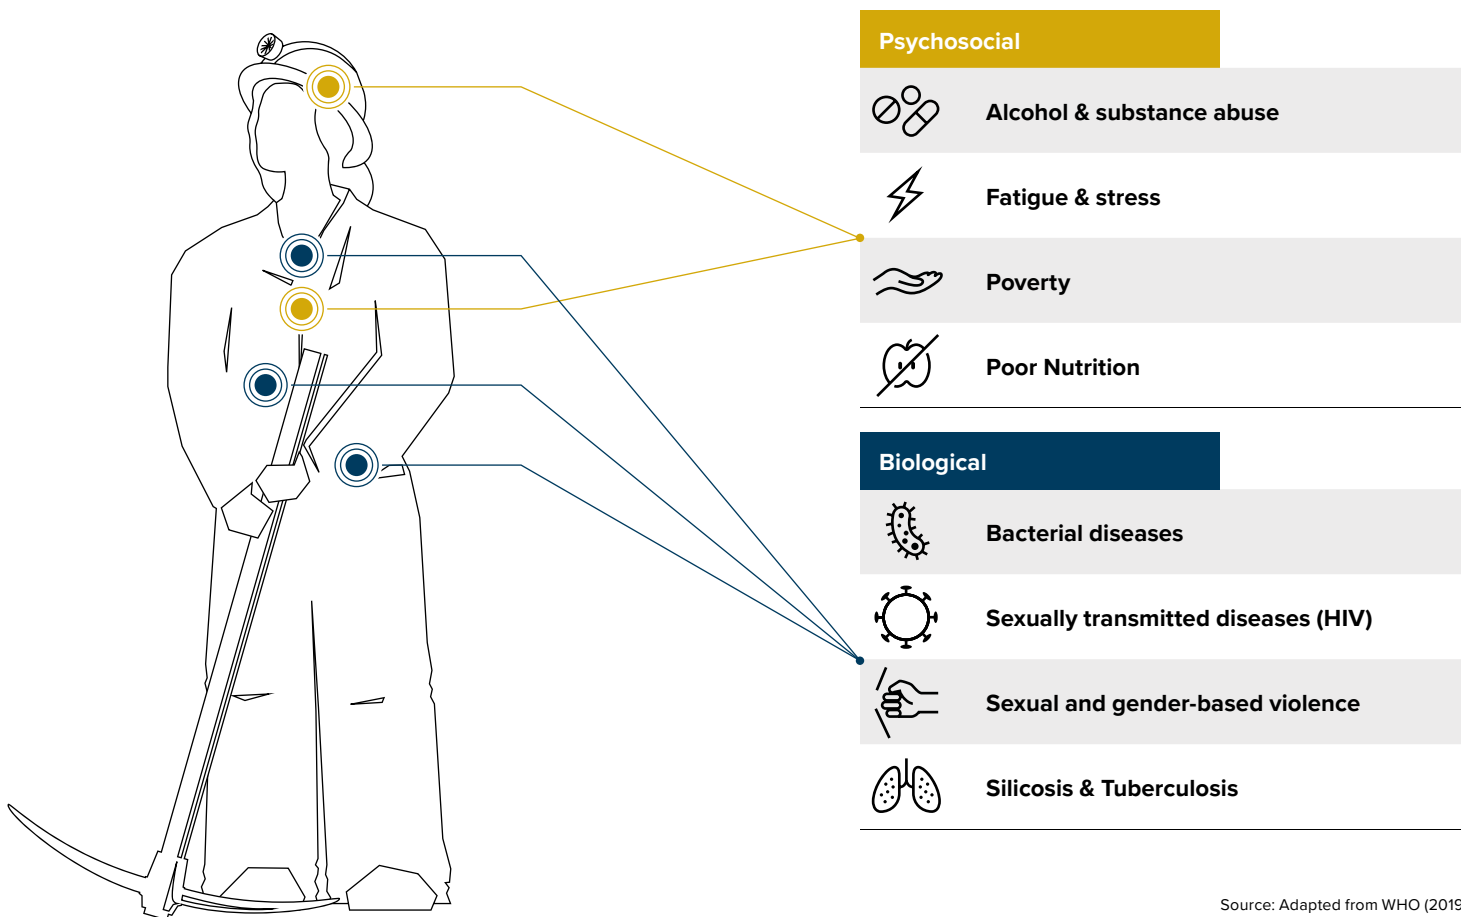 Psychosocial
Alcohol & substance abuse
Fatigue & stress
Poverty
Poor Nutrition
Biological
Bacterial diseases
Sexually transmitted diseases (HIV)
Sexual and gender-based violence
Silicosis & Tuberculosis
Source: Adapted from WHO (2019